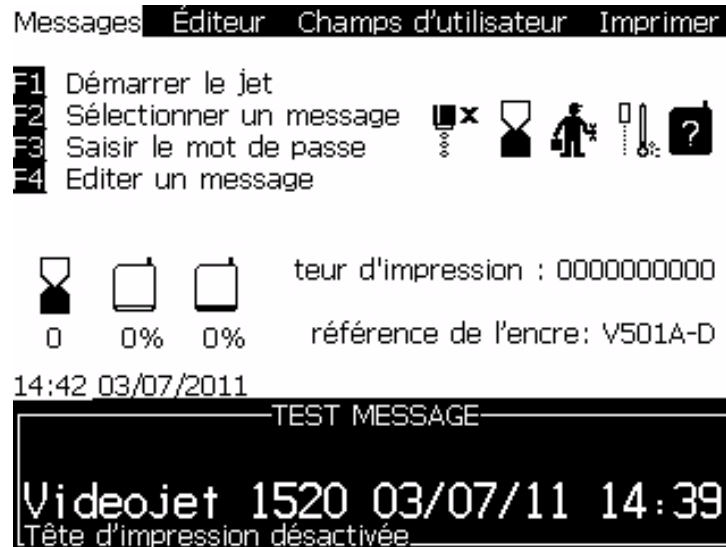 Messages Éditeur Champs d'utilisateur Imprimer
F1 Démarrer le jet
F2 Sélectionner un message
F3 Saisir le mot de passe
F4 Editer un message
?
teur d'impression : 0000000000
0 0% 0% référence de l'encre: V501A-D
14:42 03/07/2011
TEST MESSAGE
Videojet 1520 03/07/11 14:39
Tête d'impression désactivée